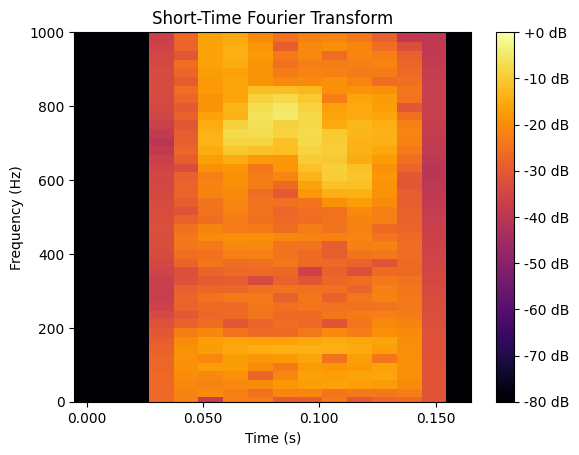 Short-Time Fourier Transform
Frequency (Hz)
1000
800
600
400
200
0
0.000 0.050 0.100 0.150
Time (s)
+0 dB
-10 dB
-20 dB
-30 dB
-40 dB
-50 dB
-60 dB
-70 dB
-80 dB